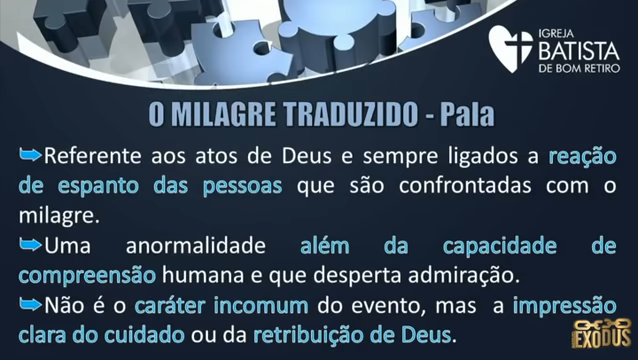 IGREJA
BATISTA
DE BOM RETIRO
O MILAGRE TRADUZIDO - Pala
Referente aos atos de Deus e sempre ligados a reação
de espanto das pessoas que são confrontadas com o
milagre.
Uma anormalidade além da capacidade de
compreensão humana e que desperta admiração.
Não é o caráter incomum do evento, mas a impressão
clara do cuidado ou da retribuição de Deus.
EXODUS